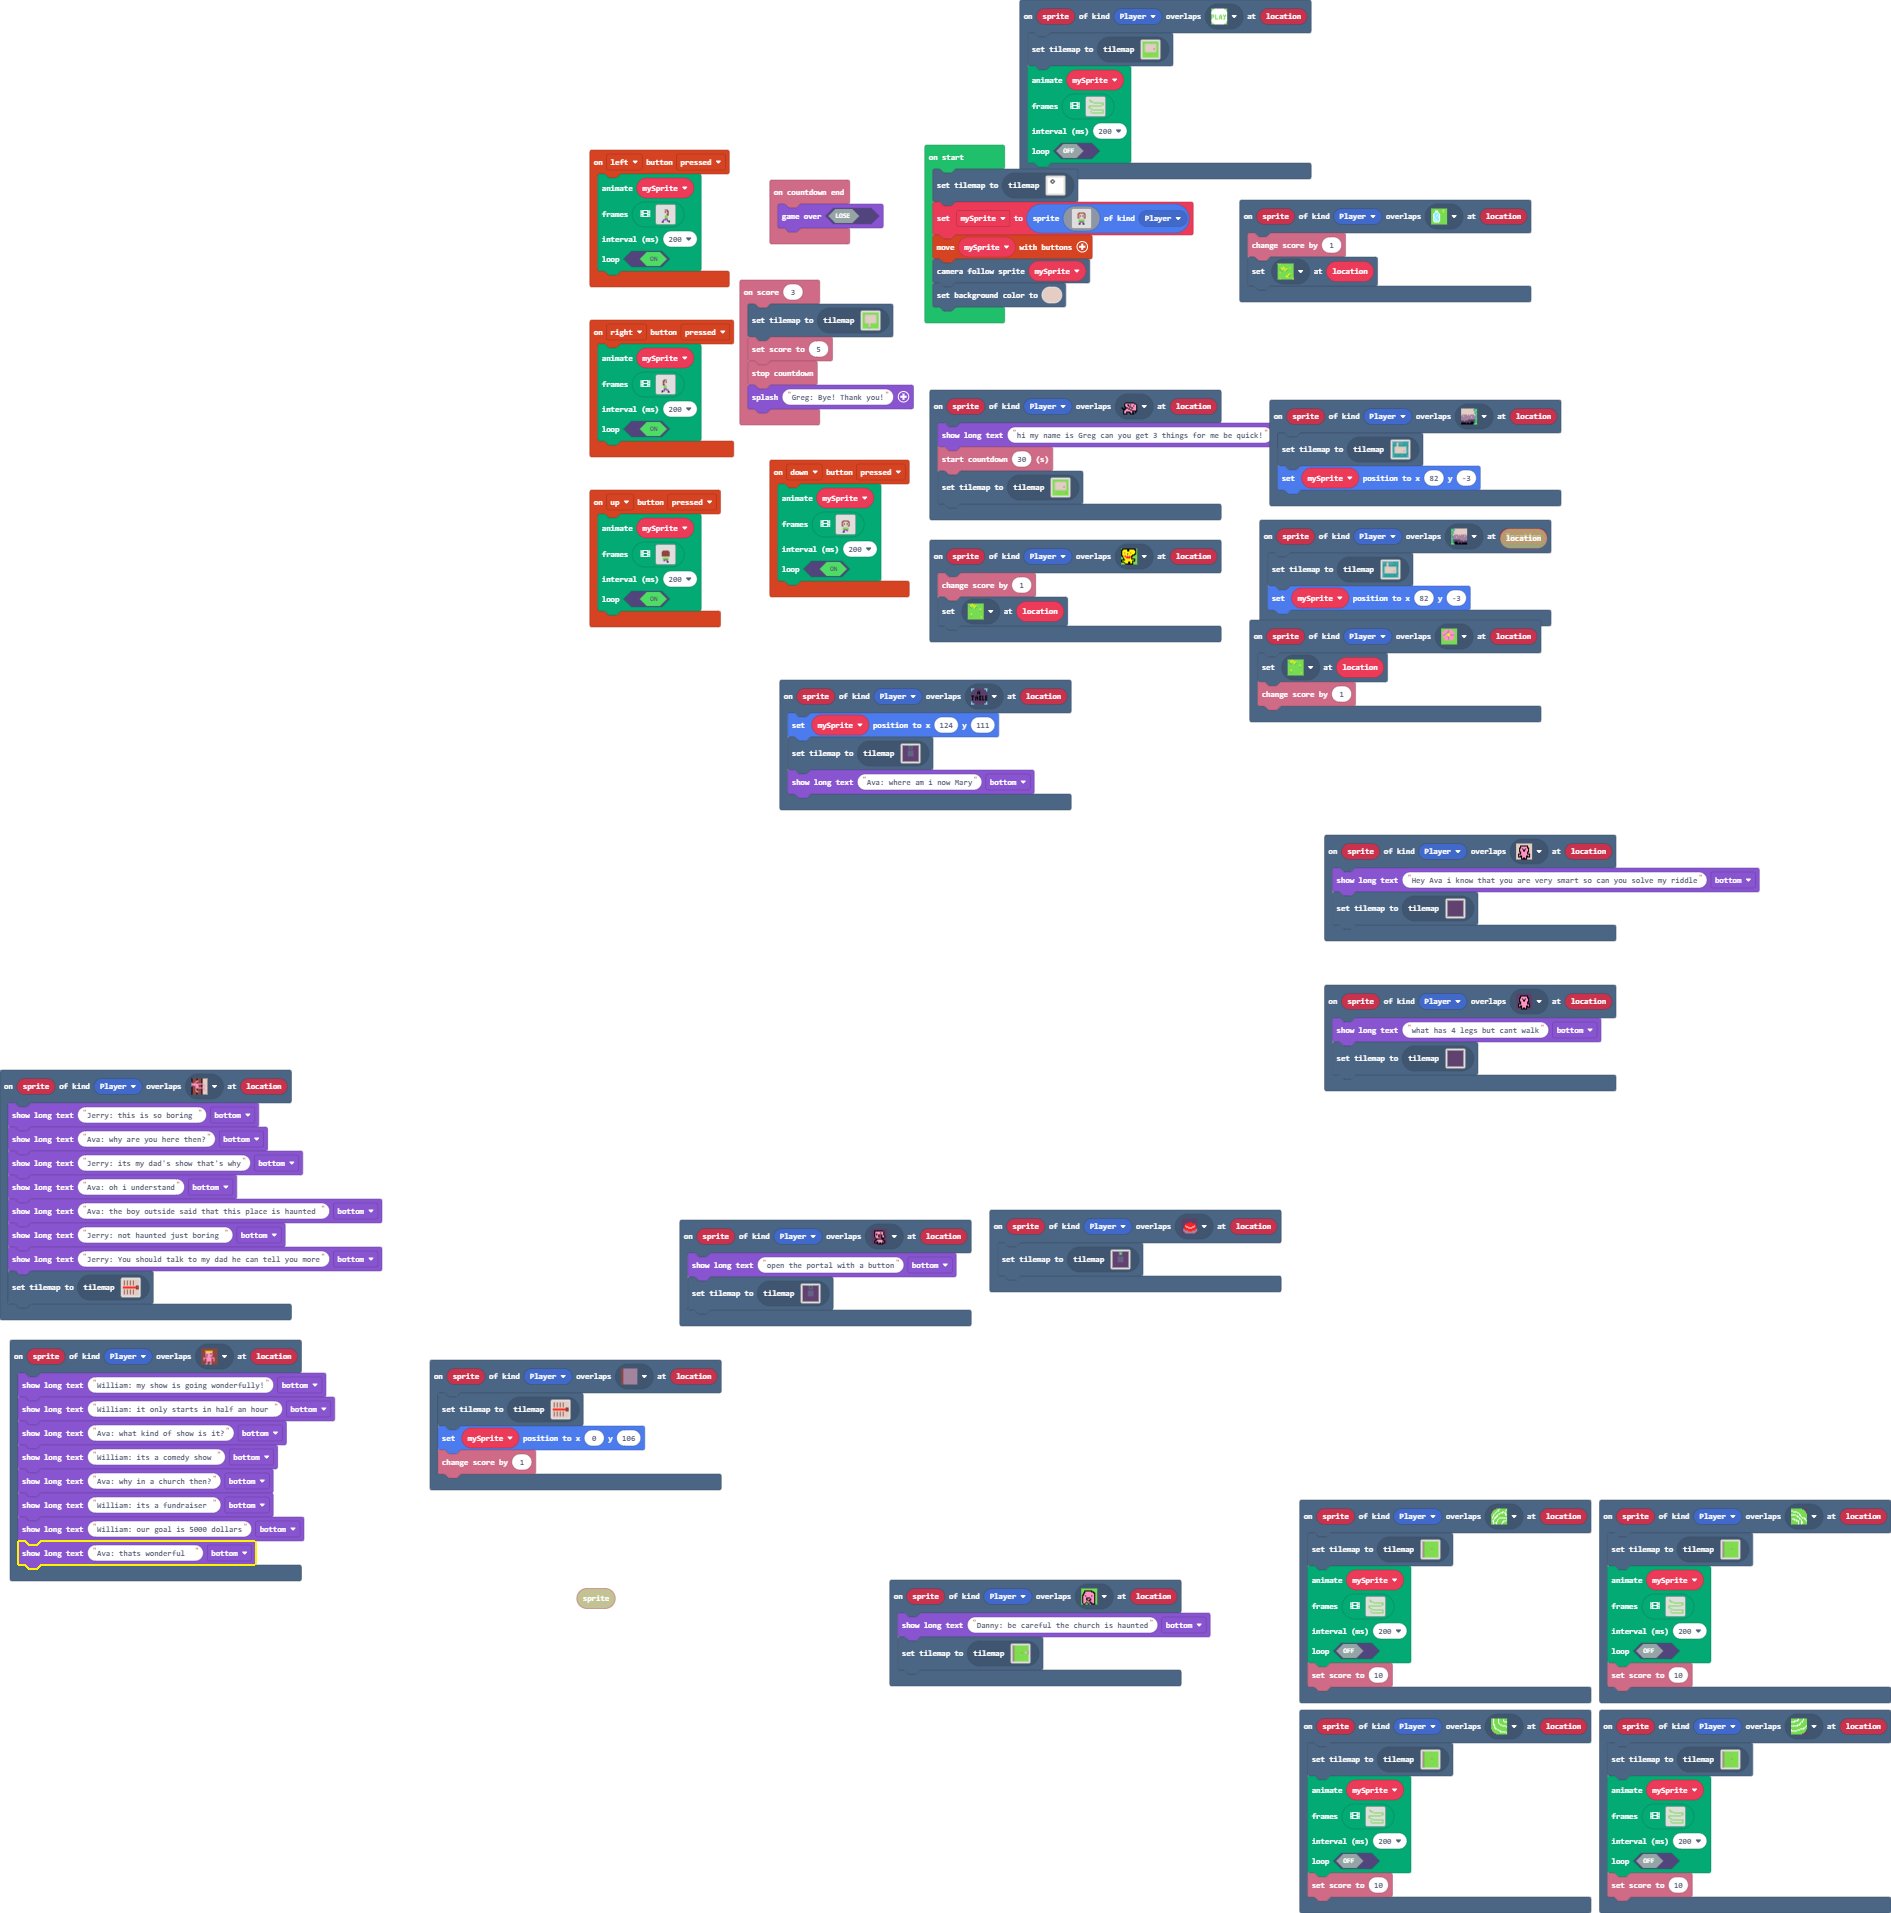 on sprite of kind Player overlaps PLAY at location
set tilemap to tilemap
animate mySprite
frames
interval (ms) 200
loop OFF
on left button pressed
animate mySprite
frames
interval (ms) 200
loop ON
on countdown end
game over LOSE
on start
set tilemap to tilemap
set mySprite to sprite of kind Player
move mySprite with buttons
camera follow sprite mySprite
set background color to
on sprite of kind Player overlaps at location
change score by 1
set at location
on score 3
set tilemap to tilemap
set score to 5
stop countdown
splash "Greg: Bye! Thank you!"
on right button pressed
animate mySprite
frames
interval (ms) 200
loop ON
on sprite of kind Player overlaps at location
show long text "hi my name is Greg can you get 3 things for me be quick!"
start countdown 30 (s)
set tilemap to tilemap
on sprite of kind Player overlaps at location
set tilemap to tilemap
set mySprite position to x 82 y -3
on up button pressed
animate mySprite
frames
interval (ms) 200
loop ON
on down button pressed
animate mySprite
frames
interval (ms) 200
loop ON
on sprite of kind Player overlaps at location
change score by 1
set at location
on sprite of kind Player overlaps at location
set tilemap to tilemap
set mySprite position to x 82 y -3
on sprite of kind Player overlaps at location
set at location
change score by 1
on sprite of kind Player overlaps at location
set mySprite position to x 124 y 111
set tilemap to tilemap
show long text "Ava: where am i now Mary" bottom
on sprite of kind Player overlaps at location
show long text "Hey Ava i know that you are very smart so can you solve my riddle" bottom
set tilemap to tilemap
on sprite of kind Player overlaps at location
show long text "what has 4 legs but cant walk" bottom
set tilemap to tilemap
on sprite of kind Player overlaps at location
show long text "Jerry: this is so boring " bottom
show long text "Ava: why are you here then?" bottom
show long text "Jerry: its my dad's show that's why" bottom
show long text "Ava: oh i understand" bottom
show long text "Ava: the boy outside said that this place is haunted " bottom
show long text "Jerry: not haunted just boring " bottom
show long text "Jerry: You should talk to my dad he can tell you more" bottom
set tilemap to tilemap
on sprite of kind Player overlaps at location
show long text "open the portal with a button" bottom
set tilemap to tilemap
on sprite of kind Player overlaps at location
set tilemap to tilemap
on sprite of kind Player overlaps at location
show long text "William: my show is going wonderfully!" bottom
show long text "William: it only starts in half an hour " bottom
show long text "Ava: what kind of show is it?" bottom
show long text "William: its a comedy show " bottom
show long text "Ava: why in a church then?" bottom
show long text "William: its a fundraiser " bottom
show long text "William: our goal is 5000 dollars" bottom
show long text "Ava: thats wonderful " bottom
on sprite of kind Player overlaps at location
set tilemap to tilemap
set mySprite position to x 0 y 106
change score by 1
sprite
on sprite of kind Player overlaps at location
show long text "Danny: be careful the church is haunted" bottom
set tilemap to tilemap
on sprite of kind Player overlaps at location
set tilemap to tilemap
animate mySprite
frames
interval (ms) 200
loop OFF
set score to 10
on sprite of kind Player overlaps at location
set tilemap to tilemap
animate mySprite
frames
interval (ms) 200
loop OFF
set score to 10
on sprite of kind Player overlaps at location
set tilemap to tilemap
animate mySprite
frames
interval (ms) 200
loop OFF
set score to 10
on sprite of kind Player overlaps at location
set tilemap to tilemap
animate mySprite
frames
interval (ms) 200
loop OFF
set score to 10